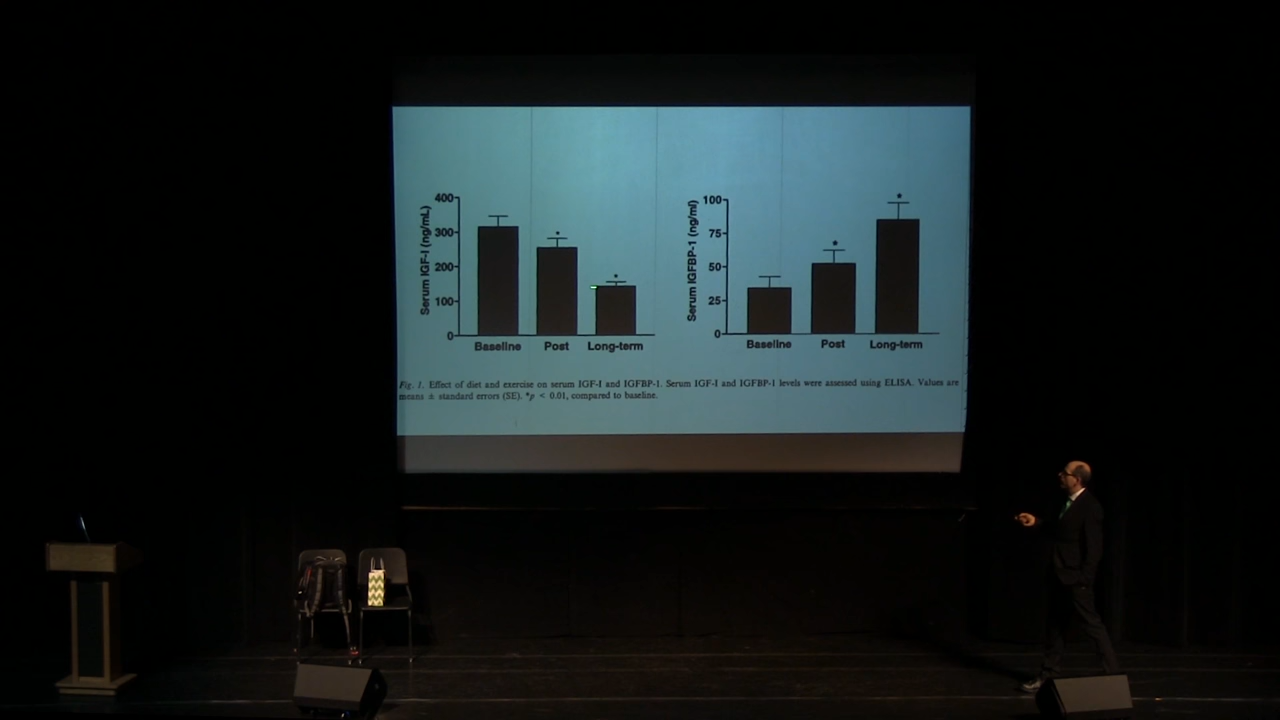 Serum IGF-I (ng/mL)
400
300
200
100
0
*
*
Baseline Post Long-term
Serum IGFBP-1 (ng/ml)
100
75
50
25
0
*
*
Baseline Post Long-term
Fig. 1. Effect of diet and exercise on serum IGF-I and IGFBP-1. Serum IGF-I and IGFBP-1 levels were assessed using ELISA. Values are
means ± standard errors (SE). *p < 0.01, compared to baseline.